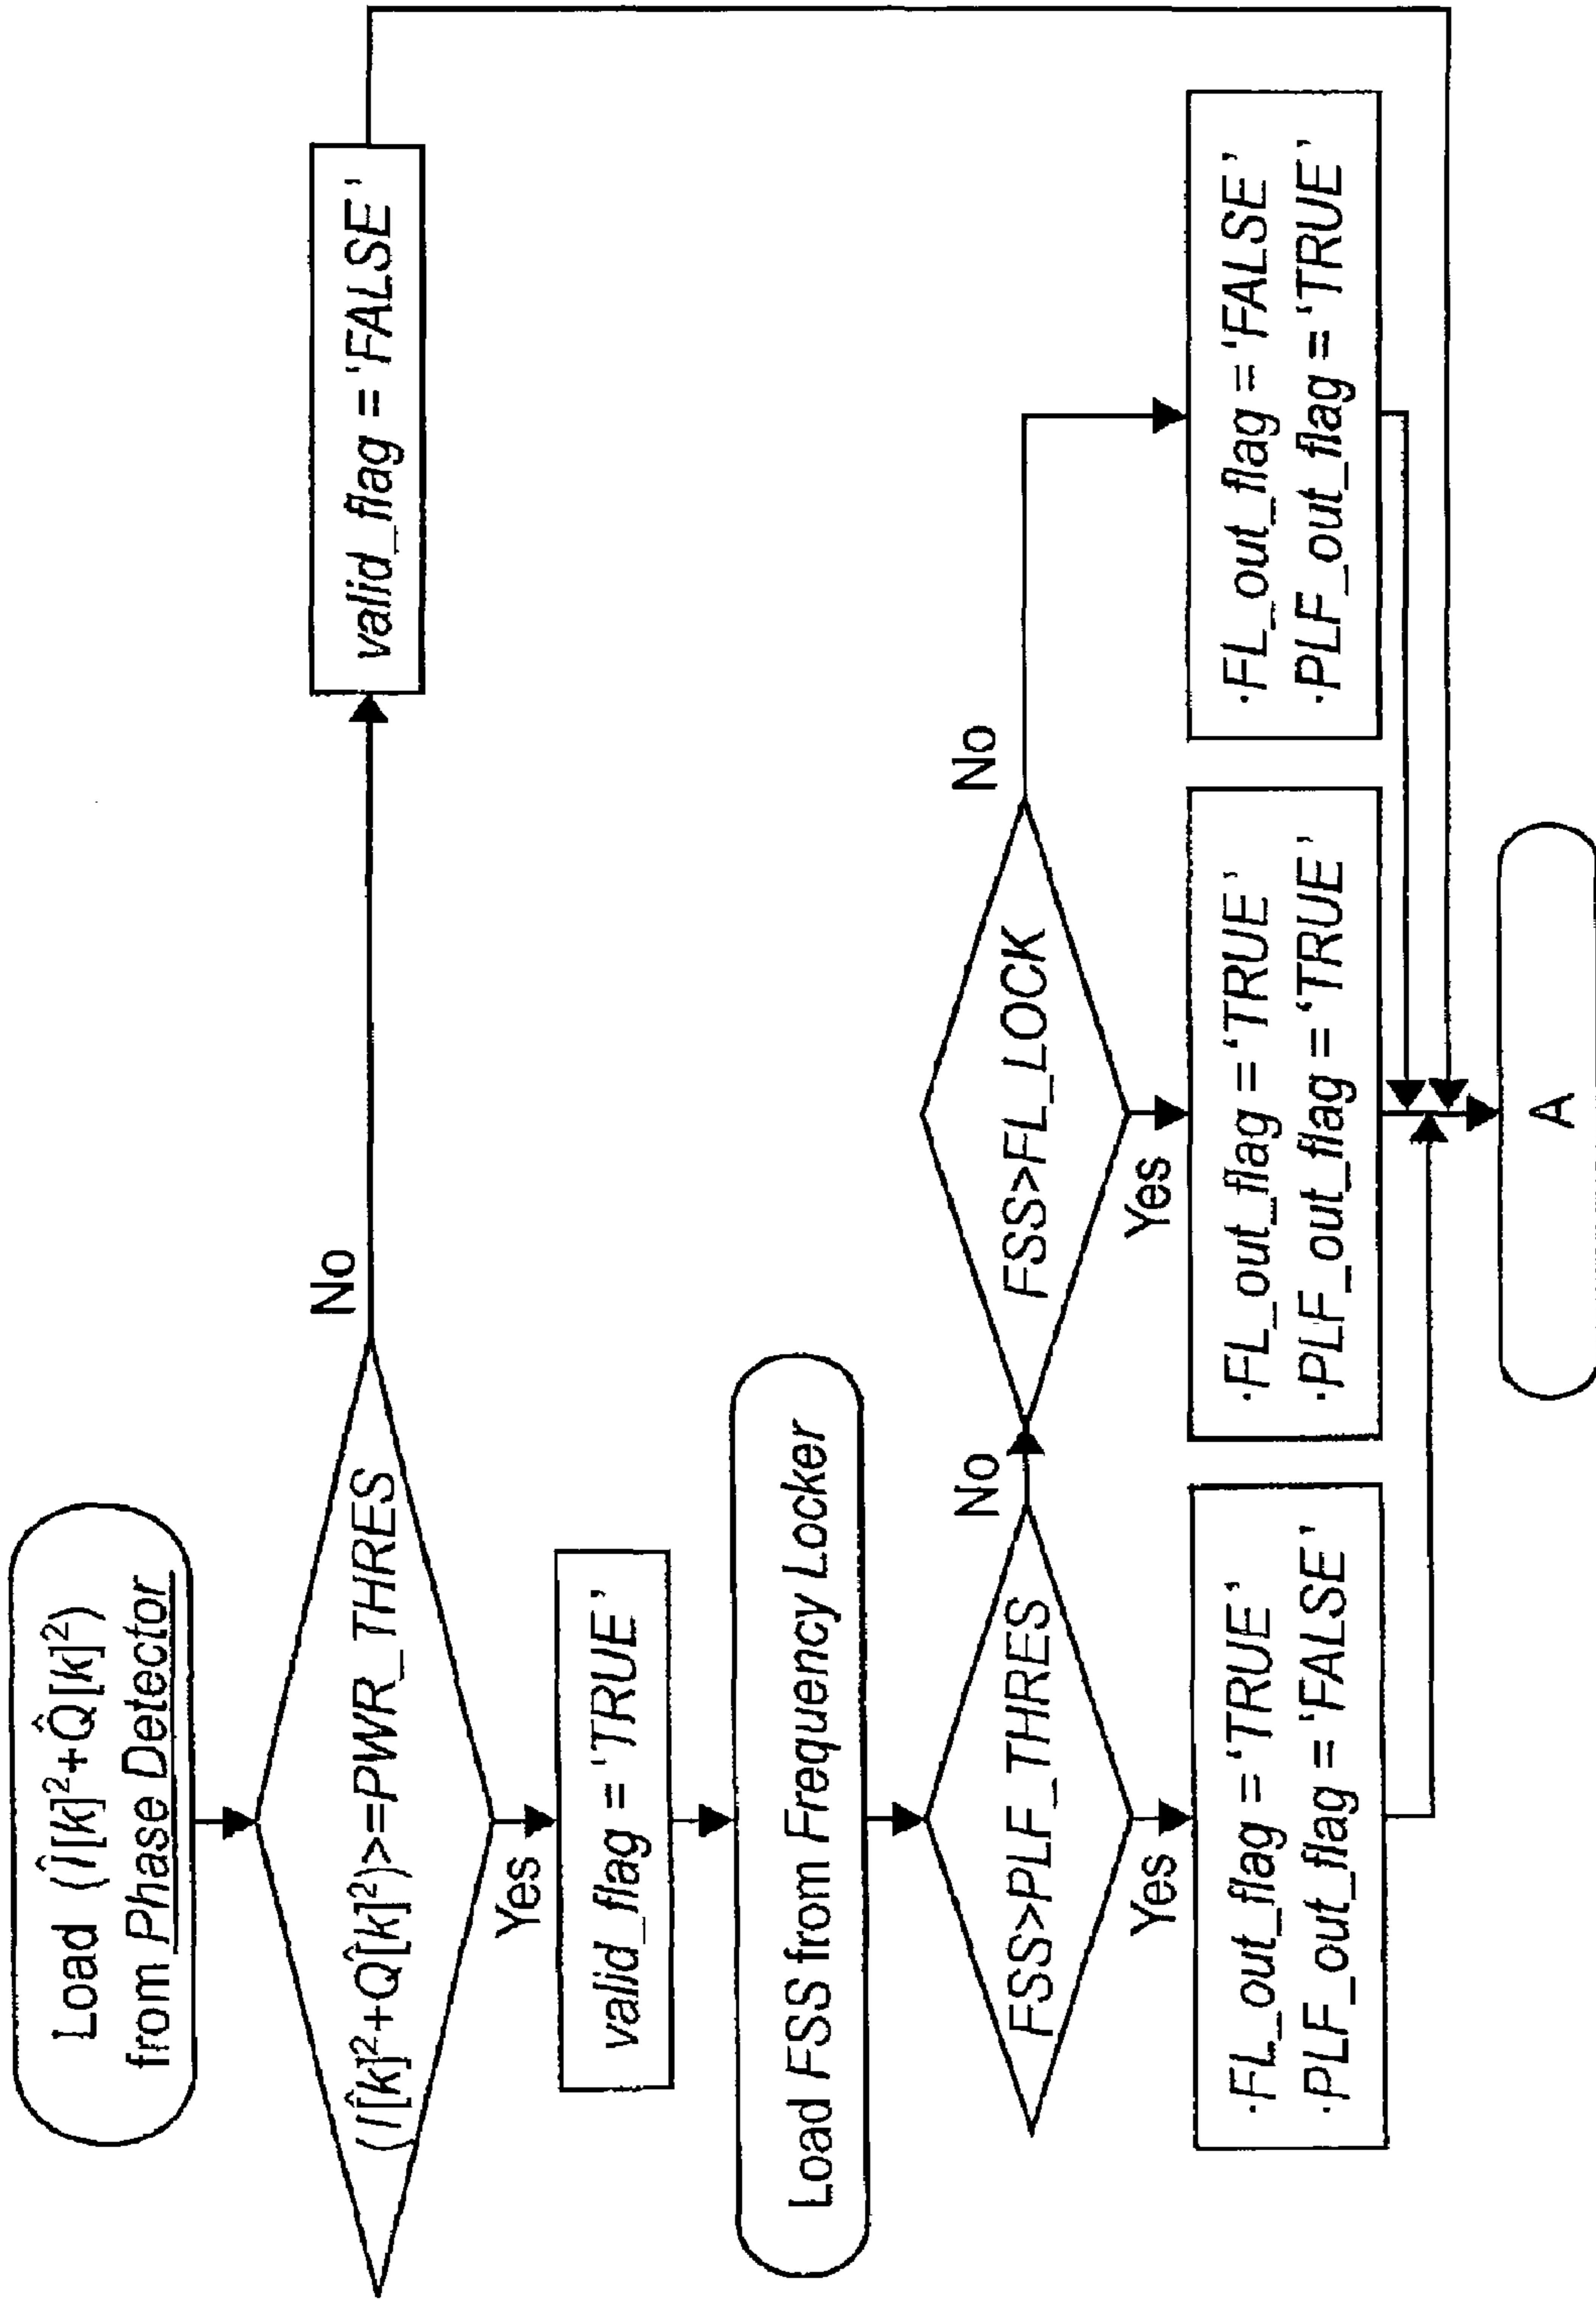 Load (Î[k]²+Q̂[k]²)
from Phase Detector
(Î[k]²+Q̂[k]²)>=PWR_THRES
No
valid_flag = 'FALSE'
Yes
valid_flag = 'TRUE'
Load FSS from Frequency Locker
FSS>PLF_THRES
No
FSS>FL_LOCK
No
Yes
Yes
·FL_out_flag = 'TRUE'
·PLF_out_flag = 'FALSE'
·FL_out_flag = 'TRUE'
·PLF_out_flag = 'TRUE'
·FL_out_flag = 'FALSE'
·PLF_out_flag = 'TRUE'
A